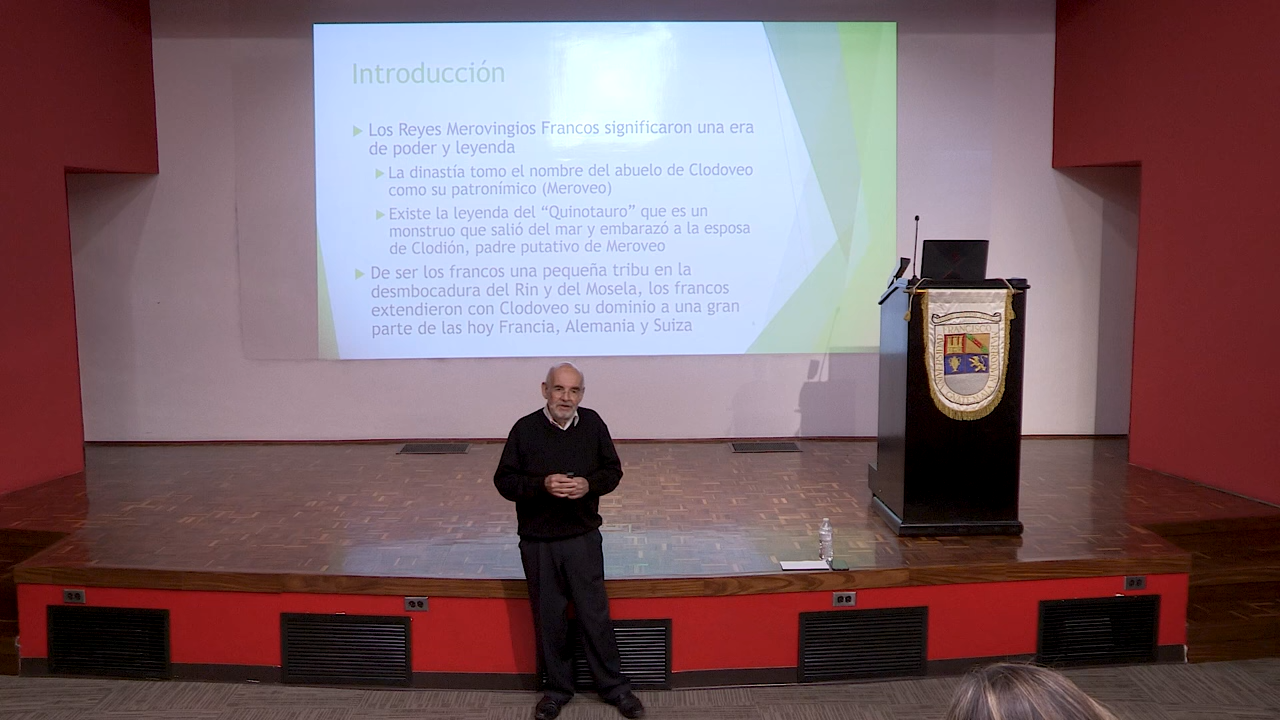 Introducción
Los Reyes Merovingios Francos significaron una era
de poder y leyenda
La dinastía tomo el nombre del abuelo de Clodoveo
como su patronímico (Meroveo)
Existe la leyenda del “Quinotauro” que es un
monstruo que salió del mar y embarazó a la esposa
de Clodión, padre putativo de Meroveo
De ser los francos una pequeña tribu en la
desmbocadura del Rin y del Mosela, los francos
extendieron con Clodoveo su dominio a una gran
parte de las hoy Francia, Alemania y Suiza
FRANCISCO